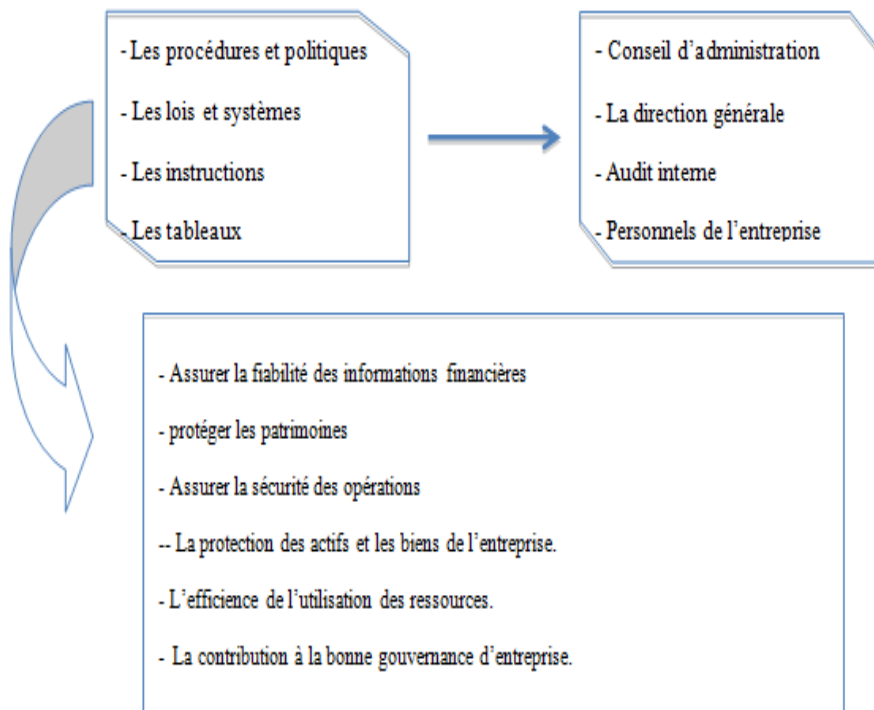 - Les procédures et politiques
- Les lois et systèmes
- Les instructions
- Les tableaux
- Conseil d’administration
- La direction générale
- Audit interne
- Personnels de l’entreprise
- Assurer la fiabilité des informations financières
- protéger les patrimoines
- Assurer la sécurité des opérations
-- La protection des actifs et les biens de l’entreprise.
- L’efficience de l’utilisation des ressources.
- La contribution à la bonne gouvernance d’entreprise.